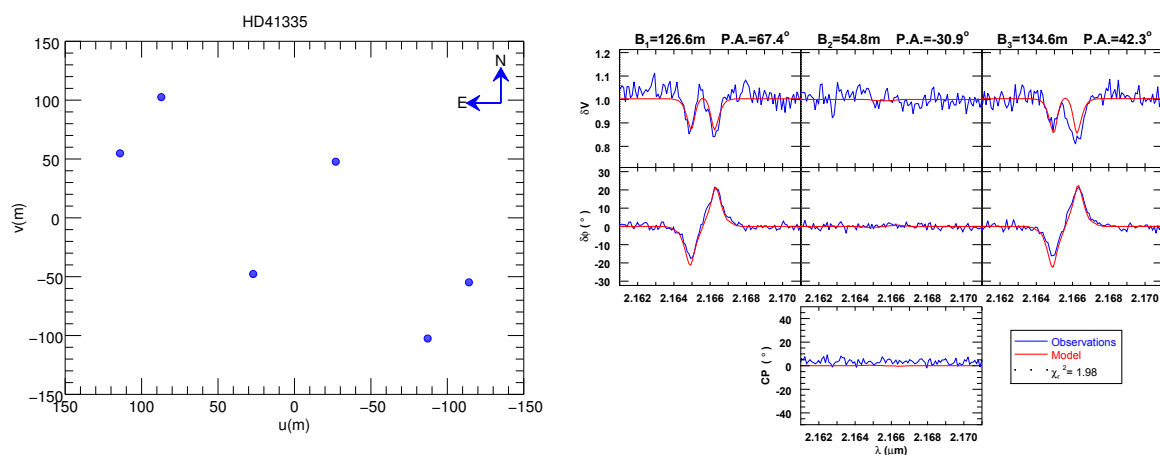 HD41335
150
100
50
0
−50
−100
−150
150 100 50 0 −50 −100 −150
v(m)
u(m)
N
E
B1=126.6m P.A.=67.4° B2=54.8m P.A.=-30.9° B3=134.6m P.A.=42.3°
1.2
1.1
1.0
0.9
0.8
δV
30
20
10
0
-10
-20
-30
δϕ (°)
2.162 2.164 2.166 2.168 2.170 2.162 2.164 2.166 2.168 2.170 2.162 2.164 2.166 2.168 2.170
40
20
0
-20
-40
CP (°)
2.162 2.164 2.166 2.168 2.170
λ (μm)
Observations
Model
χr²= 1.98